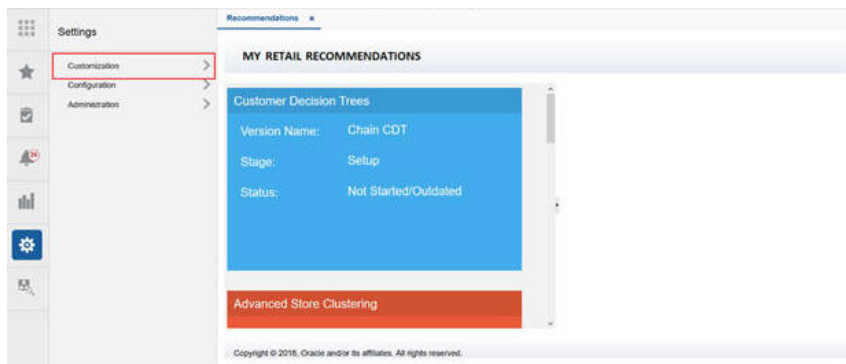 Settings
Customization
Configuration
Administration
Recommendations
MY RETAIL RECOMMENDATIONS
Customer Decision Trees
Version Name: Chain CDT
Stage: Setup
Status: Not Started/Outdated
Advanced Store Clustering
Copyright © 2018, Oracle and/or its affiliates. All rights reserved.